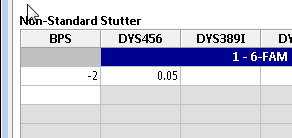 Non-Standard Stutter
BPS DYS456 DYS389I
1 - 6-FAM
-2 0.05